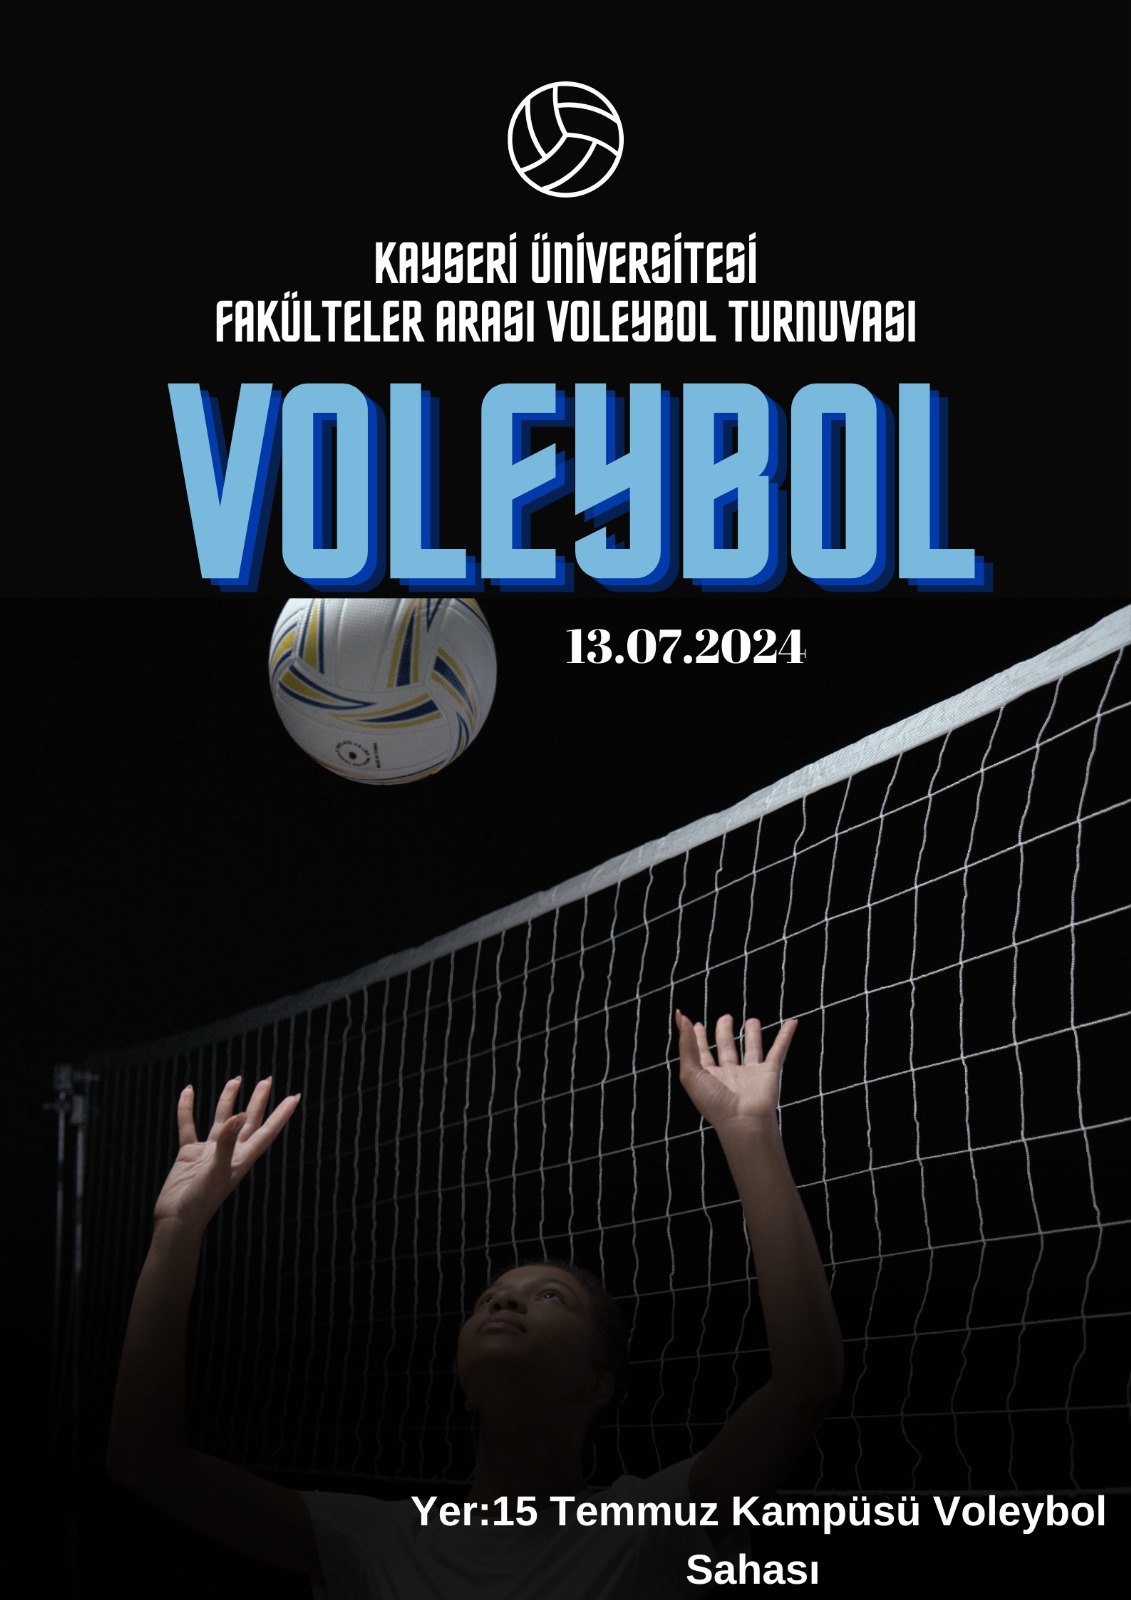 KAYSERİ ÜNİVERSİTESİ
FAKÜLTELER ARASI VOLEYBOL TURNUVASI
VOLEYBOL
13.07.2024
Yer:15 Temmuz Kampüsü Voleybol
Sahası